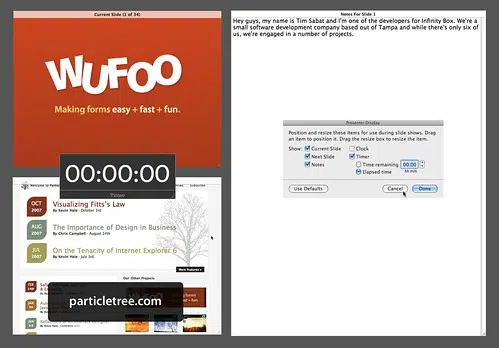 Current Slide (1 of 34)
WUFOO
Making forms easy + fast + fun.
00:00:00
Timer
OCT
2007
Visualizing Fitts's Law
By Kevin Hale · October 3rd
AUG
2007
The Importance of Design in Business
By Chris Campbell · August 14th
JUL
2007
On the Tenacity of Internet Explorer 6
By Kevin Hale · July 3rd
More Features
Our Other Projects
particletree.com
Notes For Slide 1
Hey guys, my name is Tim Sabat and I'm one of the developers for Infinity Box. We're a
small software development company based out of Tampa and while there's only six of
us, we're engaged in a number of projects.
Presenter Display
Position and resize these items for use during slide shows. Drag
an item to position it. Drag the resize box to resize the item.
Show:
Current Slide
Clock
Next Slide
Timer
Notes
Time remaining
00:00
Elapsed time
Use Defaults
Cancel
Done